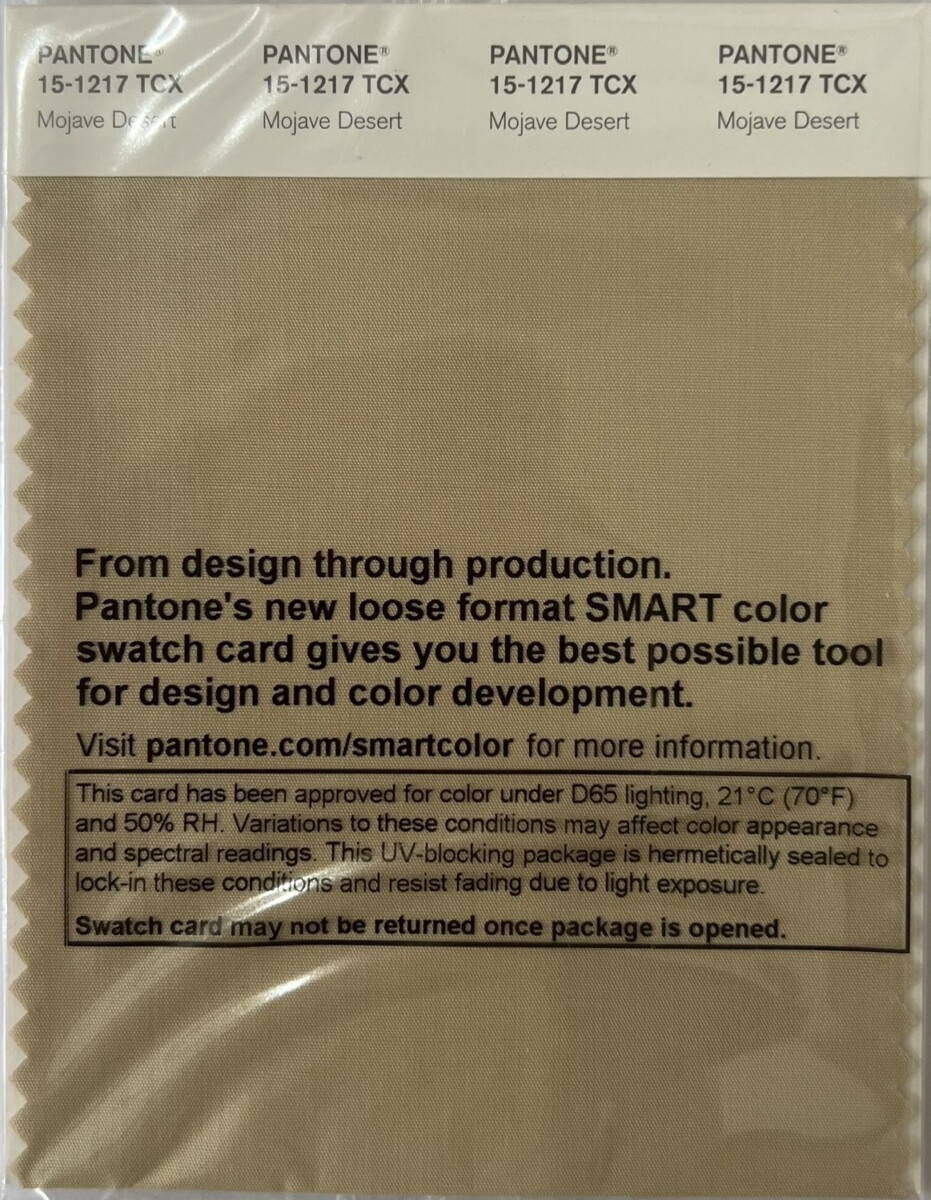 PANTONE® PANTONE® PANTONE® PANTONE®
15-1217 TCX 15-1217 TCX 15-1217 TCX 15-1217 TCX
Mojave Desert Mojave Desert Mojave Desert Mojave Desert
From design through production.
Pantone's new loose format SMART color
swatch card gives you the best possible tool
for design and color development.
Visit pantone.com/smartcolor for more information.
This card has been approved for color under D65 lighting, 21°C (70°F)
and 50% RH. Variations to these conditions may affect color appearance
and spectral readings. This UV-blocking package is hermetically sealed to
lock-in these conditions and resist fading due to light exposure.
Swatch card may not be returned once package is opened.